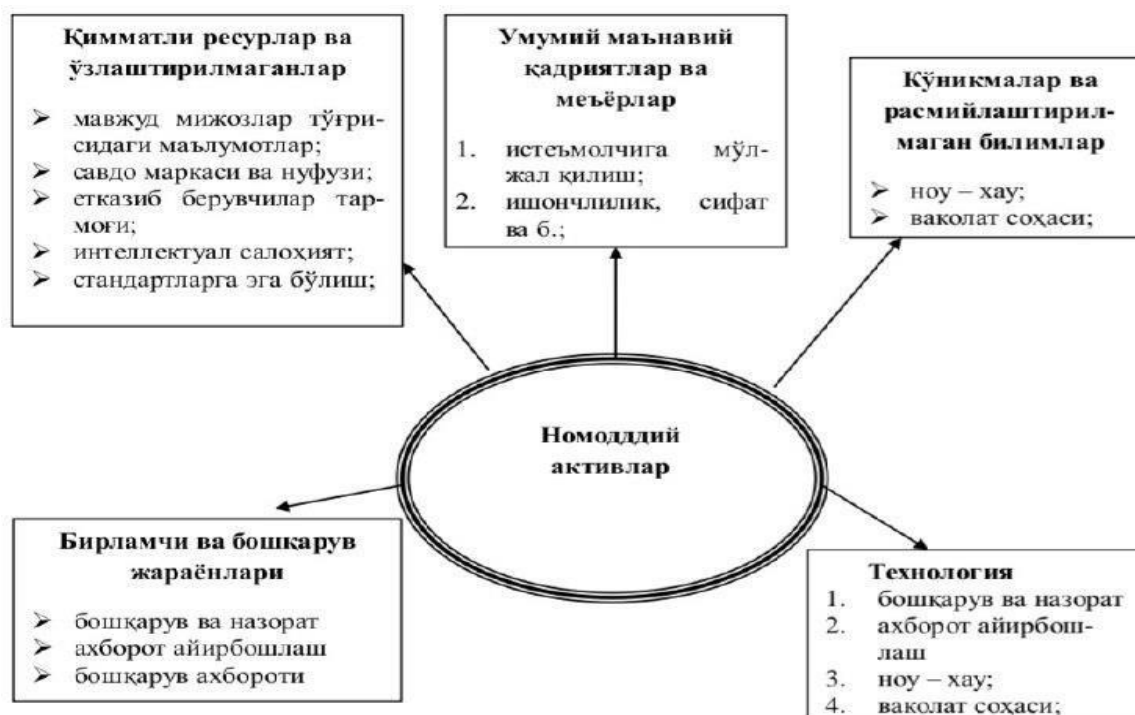 Қимматли ресурлар ва
ўзлаштирилмаганлар
➢ мавжуд мижозлар тўғри-
сидаги маълумотлар;
➢ савдо маркаси ва нуфузи;
➢ етказиб берувчилар тар-
моғи;
➢ интеллектуал салоҳият;
➢ стандартларга эга бўлиш;
Умумий маънавий
қадриятлар ва
меъёрлар
1. истеъмолчига мўл-
жал қилиш;
2. ишончлилик, сифат
ва б.;
Кўникмалар ва
расмийлаштирил-
маган билимлар
➢ ноу – хау;
➢ ваколат соҳаси;
Номодддий
активлар
Бирламчи ва бошқарув
жараёнлари
➢ бошқарув ва назорат
➢ ахборот айирбошлаш
➢ бошқарув ахбороти
Технология
1. бошқарув ва назорат
2. ахборот айирбош-
лаш
3. ноу – хау;
4. ваколат соҳаси;